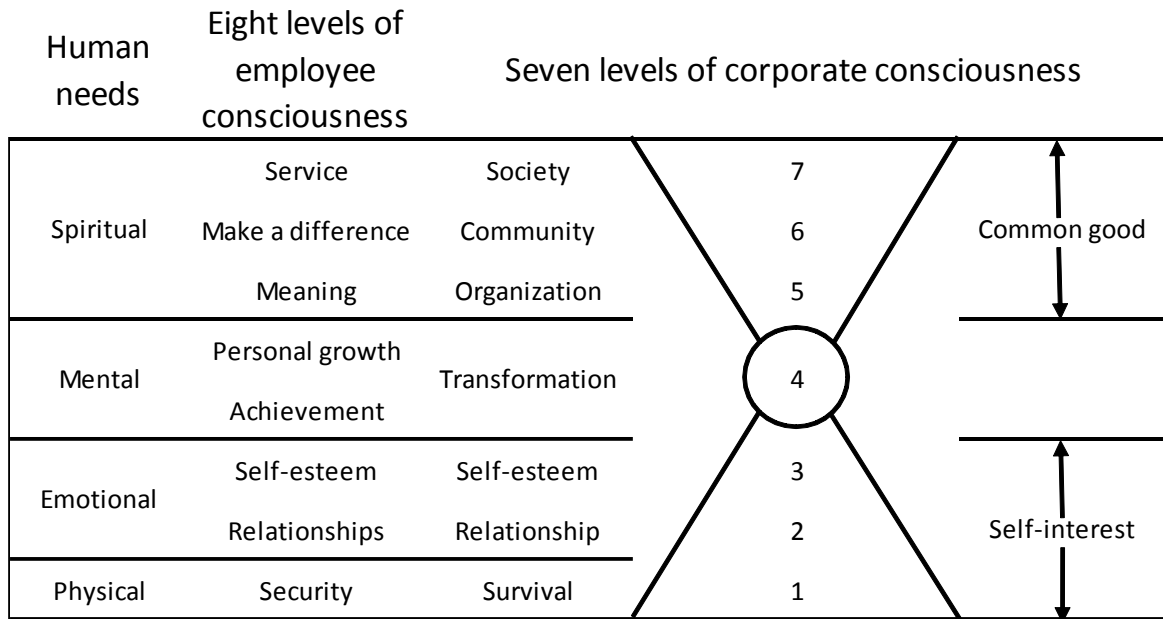 Human
needs
Eight levels of
employee
consciousness
Seven levels of corporate consciousness
Spiritual
Service
Society
7
Make a difference
Community
6
Common good
Meaning
Organization
5
Mental
Personal growth
Achievement
Transformation
4
Emotional
Self-esteem
Self-esteem
3
Relationships
Relationship
2
Self-interest
Physical
Security
Survival
1